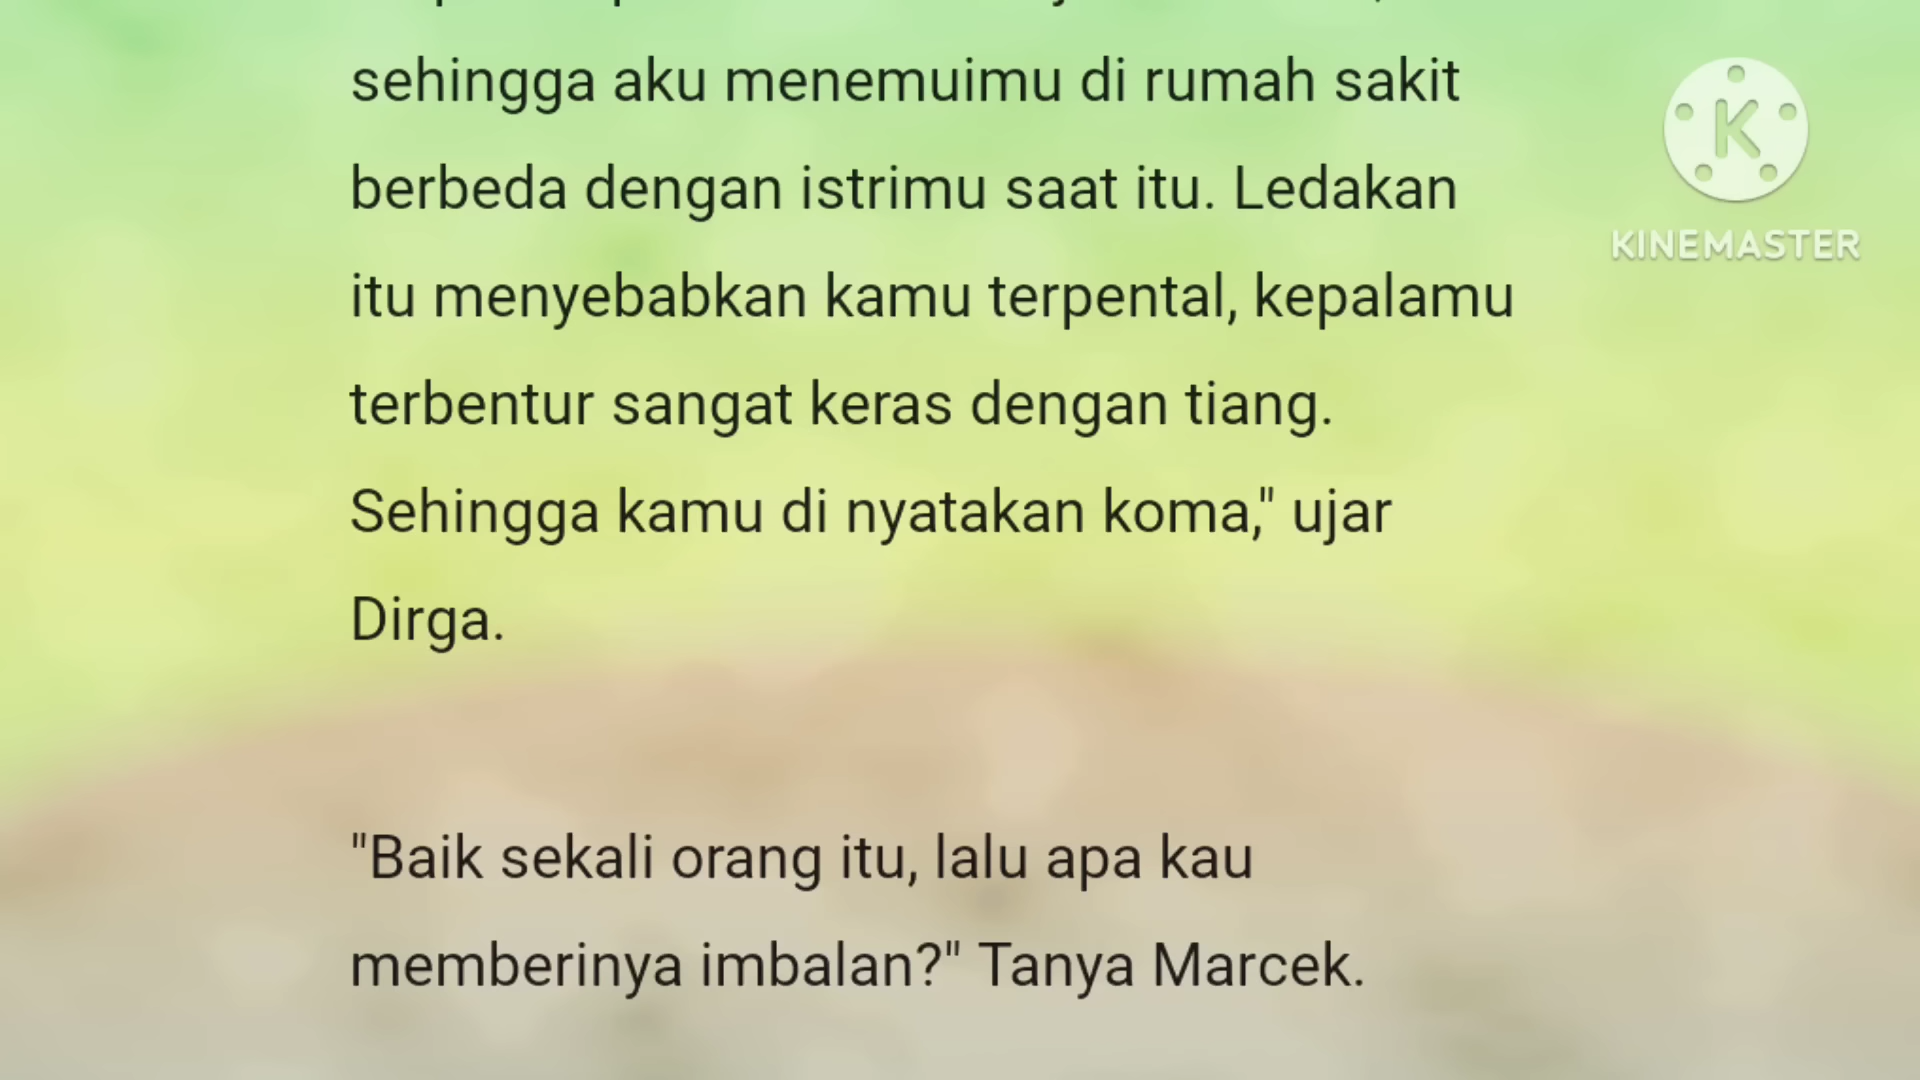 sehingga aku menemuimu di rumah sakit
berbeda dengan istrimu saat itu. Ledakan
itu menyebabkan kamu terpental, kepalamu
terbentur sangat keras dengan tiang.
Sehingga kamu di nyatakan koma," ujar
Dirga.
"Baik sekali orang itu, lalu apa kau
memberinya imbalan?" Tanya Marcek.
K
KINEMASTER